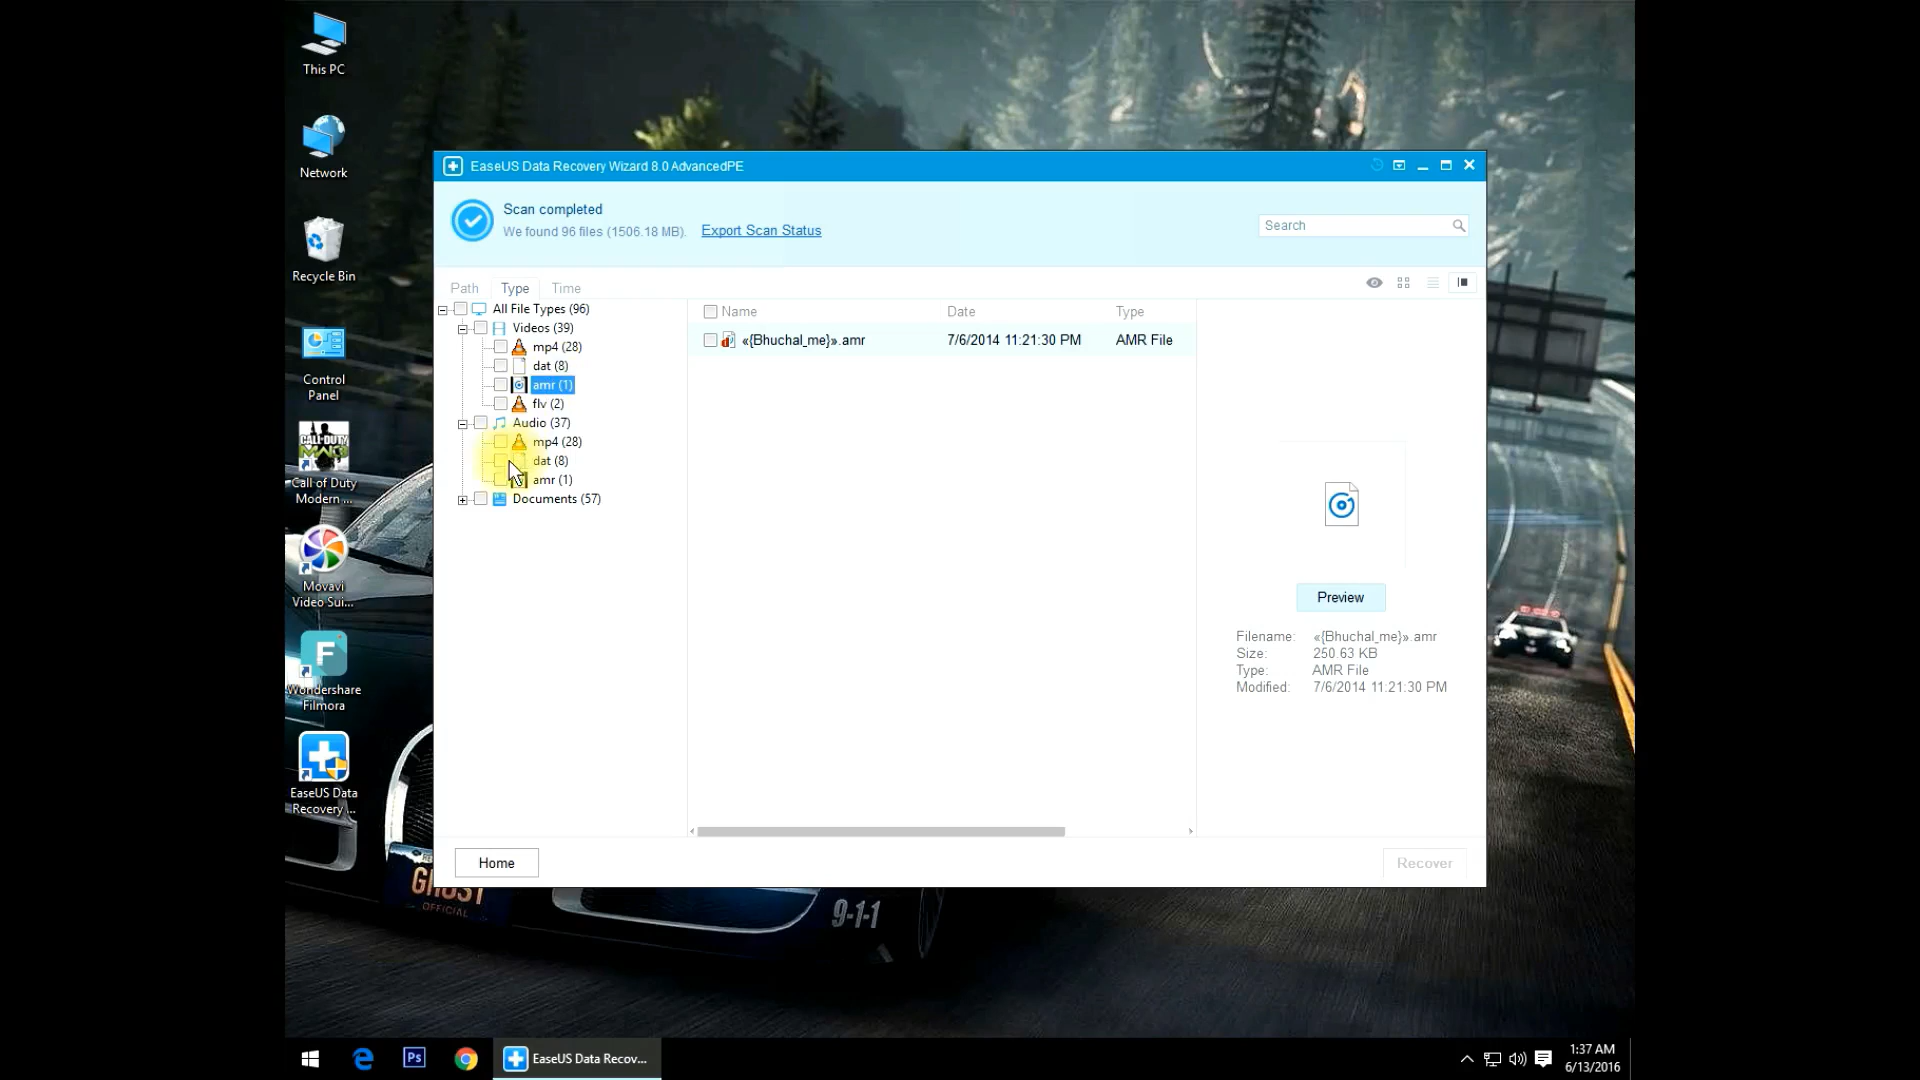 This PC
Network
Recycle Bin
Control
Panel
CALL·DUTY
MW3
Call of Duty
Modern ...
Movavi
Video Sui...
F
Wondershare
Filmora
EaseUS Data
Recovery ...
EaseUS Data Recovery Wizard 8.0 AdvancedPE
Scan completed
We found 96 files (1506.18 MB).
Export Scan Status
Search
Path
Type
Time
All File Types (96)
Videos (39)
mp4 (28)
dat (8)
amr (1)
flv (2)
Audio (37)
mp4 (28)
dat (8)
amr (1)
Documents (57)
Name Date Type
«{Bhuchal_me}».amr 7/6/2014 11:21:30 PM AMR File
Preview
Filename: «{Bhuchal_me}».amr
Size: 250.63 KB
Type: AMR File
Modified: 7/6/2014 11:21:30 PM
Home
Recover
GHOST
OFFICIAL
9-1-1
Ps
EaseUS Data Recov...
1:37 AM
6/13/2016